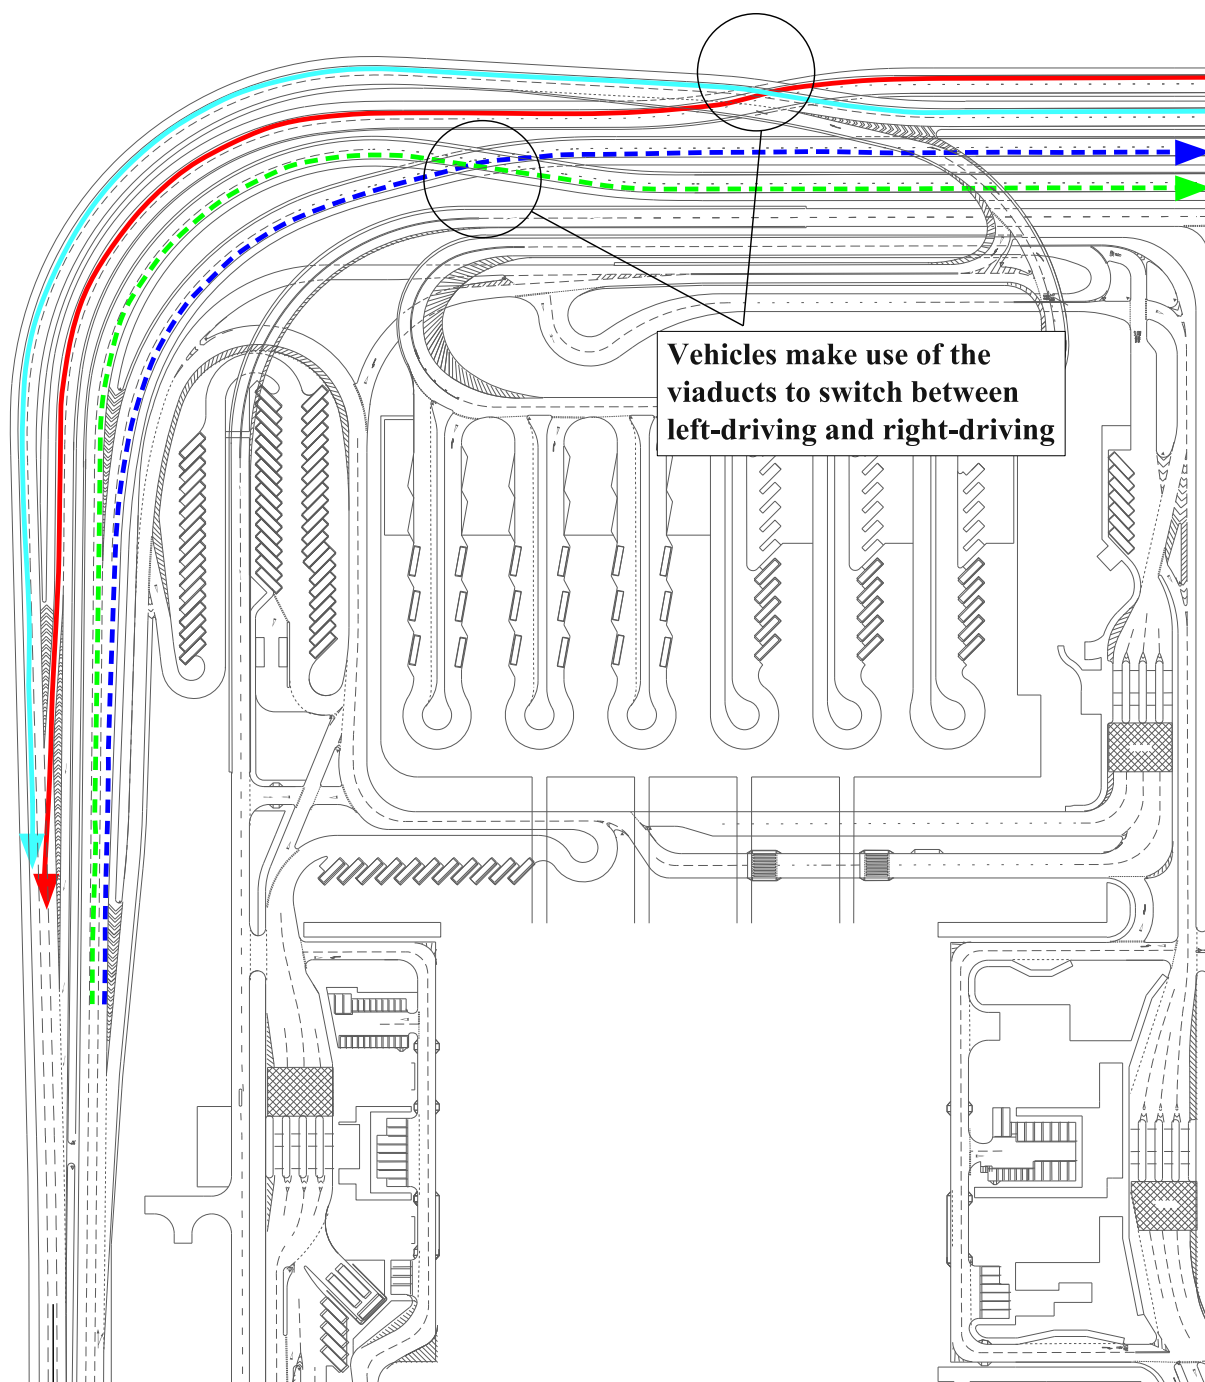 Vehicles make use of the
viaducts to switch between
left-driving and right-driving